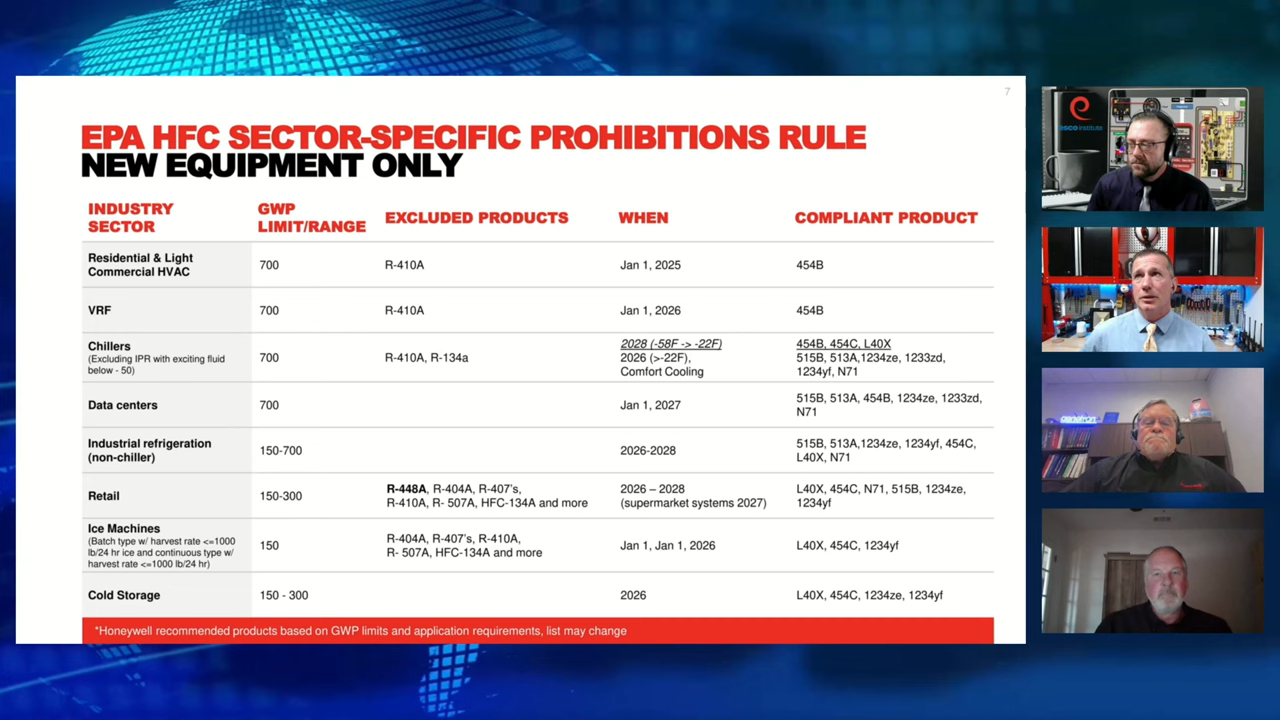 7
EPA HFC SECTOR-SPECIFIC PROHIBITIONS RULE
NEW EQUIPMENT ONLY
INDUSTRY
SECTOR
GWP
LIMIT/RANGE
EXCLUDED PRODUCTS
WHEN
COMPLIANT PRODUCT
Residential & Light
Commercial HVAC
700
R-410A
Jan 1, 2025
454B
VRF
700
R-410A
Jan 1, 2026
454B
Chillers
(Excluding IPR with exciting fluid
below - 50)
700
R-410A, R-134a
2028 (-58F -> -22F)
2026 (>-22F),
Comfort Cooling
454B, 454C, L40X
515B, 513A,1234ze, 1233zd,
1234yf, N71
Data centers
700
Jan 1, 2027
515B, 513A, 454B, 1234ze, 1233zd,
N71
Industrial refrigeration
(non-chiller)
150-700
2026-2028
515B, 513A,1234ze, 1234yf, 454C,
L40X, N71
Retail
150-300
R-448A, R-404A, R-407's,
R-410A, R- 507A, HFC-134A and more
2026 – 2028
(supermarket systems 2027)
L40X, 454C, N71, 515B, 1234ze,
1234yf
Ice Machines
(Batch type w/ harvest rate <=1000
lb/24 hr ice and continuous type w/
harvest rate <=1000 lb/24 hr)
150
R-404A, R-407's, R-410A,
R- 507A, HFC-134A and more
Jan 1, Jan 1, 2026
L40X, 454C, 1234yf
Cold Storage
150 - 300
2026
L40X, 454C, 1234ze, 1234yf
*Honeywell recommended products based on GWP limits and application requirements, list may change
esco institute